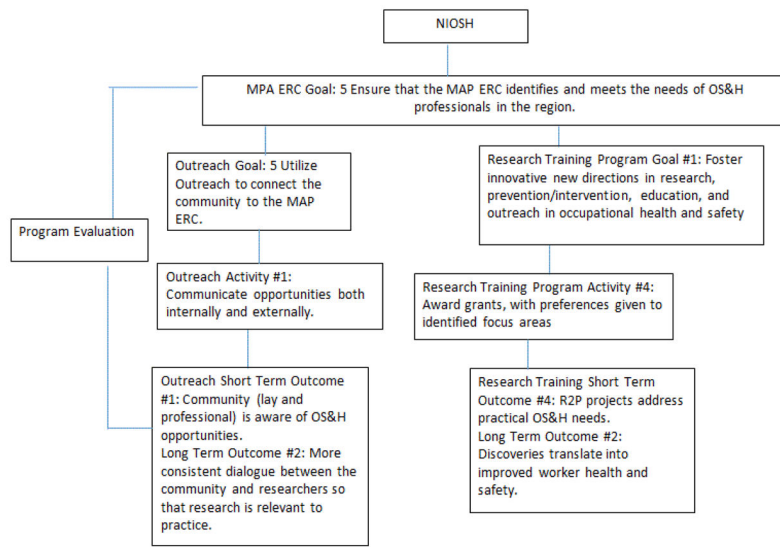 NIOSH
MPA ERC Goal: 5 Ensure that the MAP ERC identifies and meets the needs of OS&H
professionals in the region.
Outreach Goal: 5 Utilize
Outreach to connect the
community to the MAP
ERC.
Research Training Program Goal #1: Foster
innovative new directions in research,
prevention/intervention, education, and
outreach in occupational health and safety
Program Evaluation
Outreach Activity #1:
Communicate opportunities both
internally and externally.
Research Training Program Activity #4:
Award grants, with preferences given to
identified focus areas
Outreach Short Term Outcome
#1: Community (lay and
professional) is aware of OS&H
opportunities.
Long Term Outcome #2: More
consistent dialogue between the
community and researchers so
that research is relevant to
practice.
Research Training Short Term
Outcome #4: R2P projects address
practical OS&H needs.
Long Term Outcome #2:
Discoveries translate into
improved worker health and
safety.